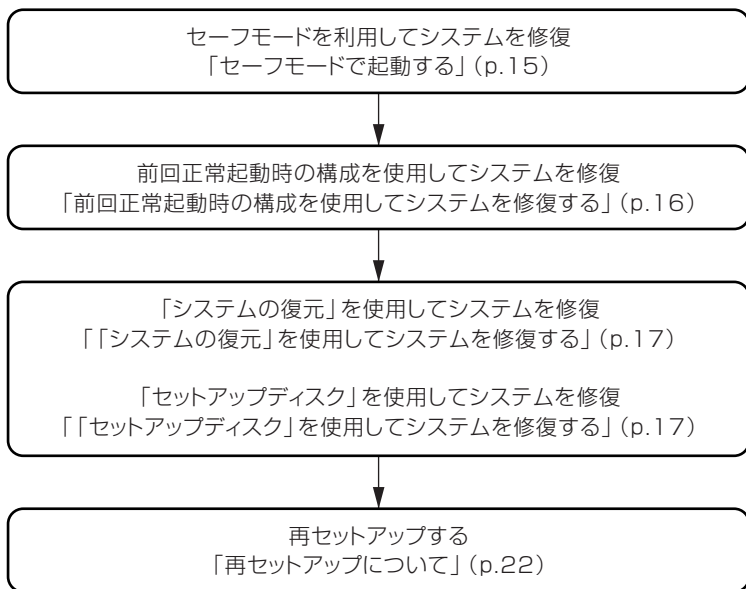 セーフモードを利用してシステムを修復
「セーフモードで起動する」(p.15)
前回正常起動時の構成を使用してシステムを修復
「前回正常起動時の構成を使用してシステムを修復する」(p.16)
「システムの復元」を使用してシステムを修復
「「システムの復元」を使用してシステムを修復する」(p.17)
「セットアップディスク」を使用してシステムを修復
「「セットアップディスク」を使用してシステムを修復する」(p.17)
再セットアップする
「再セットアップについて」(p.22)